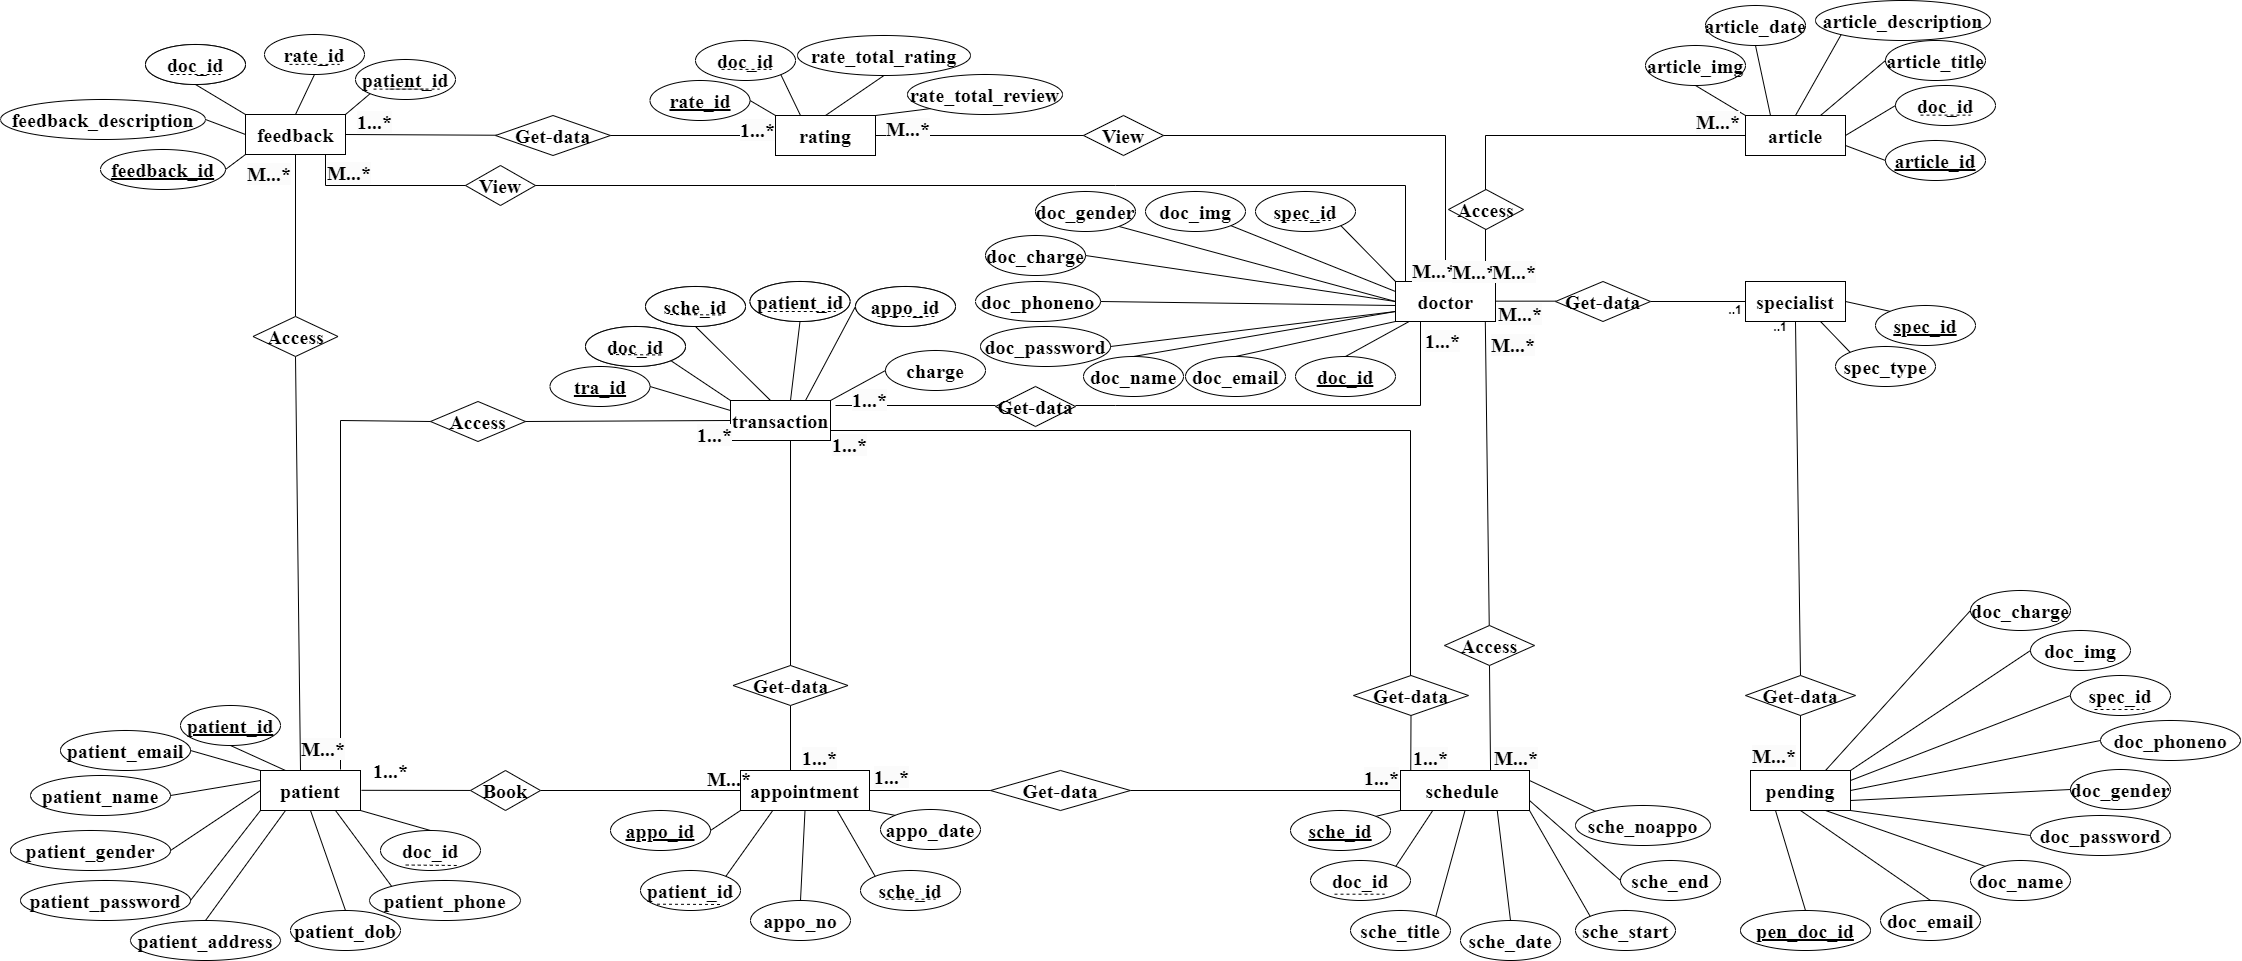 article_description
article_date
article_title
article_img
doc_id
article_id
article
M...*
rate_id
doc_id
patient_id
feedback_description
feedback_id
feedback
1...*
M...*
M...*
Get-data
1...*
doc_id
rate_total_rating
rate_total_review
rate_id
rating
M...*
View
View
Access
doc_gender
doc_img
spec_id
doc_charge
doc_phoneno
doc_password
doc_name
doc_email
doc_id
M...*
M...*
M...*
doctor
M...*
1...*
M...*
Get-data
..1
..1
specialist
spec_id
spec_type
Access
sche_id
patient_id
appo_id
doc_id
tra_id
charge
transaction
1...*
1...*
1...*
Get-data
Access
Access
Get-data
Get-data
Get-data
doc_charge
doc_img
spec_id
doc_phoneno
doc_gender
doc_password
doc_name
doc_email
pen_doc_id
pending
M...*
patient_id
patient_email
patient_name
patient_gender
patient_password
patient_address
patient_dob
patient_phone
doc_id
patient
M...*
1...*
Book
M...*
1...*
1...*
appointment
appo_id
patient_id
appo_no
sche_id
appo_date
Get-data
1...*
1...*
M...*
schedule
sche_id
doc_id
sche_title
sche_date
sche_start
sche_end
sche_noappo